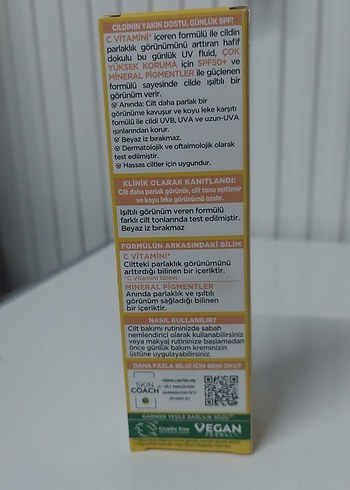 CİLDİNİN YAKIN DOSTU, GÜNLÜK SPF!
C VİTAMİNİ* içeren formülü ile cildin
parlaklık görünümünü arttıran hafif
dokulu bu günlük UV fluid, ÇOK
YÜKSEK KORUMA için SPF50+ ve
MİNERAL PİGMENTLER ile güçlenen
formülü sayesinde cilde ışıltılı bir
görünüm verir.
Anında: Cilt daha parlak bir
görünüme kavuşur ve koyu leke karşıtı
fomülü ile cildi UVB, UVA ve uzun-UVA
ışınlarından korur.
Beyaz iz bırakmaz.
Dermatolojik ve oftalmolojik olarak
test edilmiştir.
Hassas ciltler için uygundur.
KLİNİK OLARAK KANITLANDI:
Cilt daha parlak görünür, cilt tonu eşitlenir
ve koyu leke görünümü azalır.
Işıltılı görünüm veren formülü
farklı cilt tonlarında test edilmiştir.
Beyaz iz bırakmaz
FORMÜLÜN ARKASINDAKİ BİLİM
C VİTAMİNİ*
Ciltteki parlaklık görünümünü
arttırdığı bilinen bir içeriktir.
*C Vitamini türevi
MİNERAL PİGMENTLER
Anında parlaklık ve ışıltılı
görünüm sağladığı bilinen
bir içeriktir.
NASIL KULLANILIR?
Cilt bakımı rutininizde sabah
nemlendirici olarak kullanabilirsiniz
veya makyaj rutininize başlamadan
önce günlük bakım kreminizin
üstüne uygulayabilirsiniz.
DAHA FAZLA BİLGİ İÇİN BENİ OKUT
SKIN
COACH
GARNIER YEŞİLE BAĞLILIK SÖZÜ
Cruelty Free
VEGAN